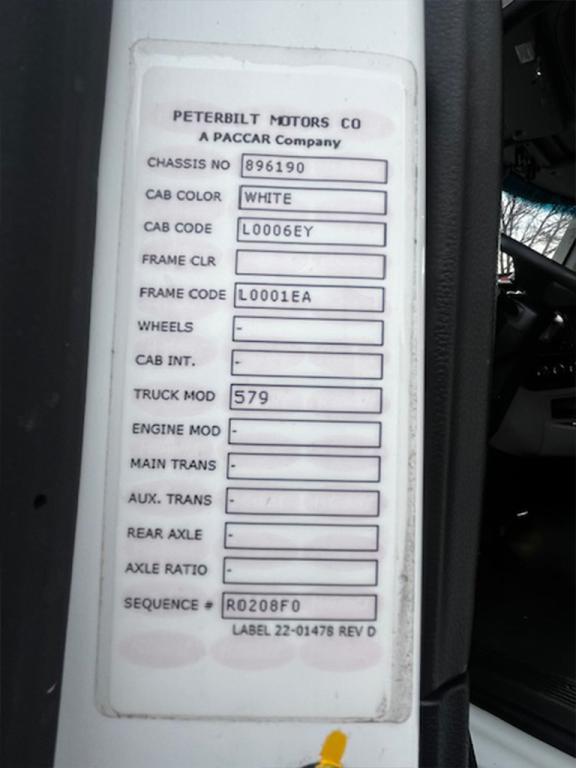 PETERBILT MOTORS CO
A PACCAR Company
CHASSIS NO 896190
CAB COLOR WHITE
CAB CODE L0006EY
FRAME CLR
FRAME CODE L0001EA
WHEELS -
CAB INT. -
TRUCK MOD 579
ENGINE MOD -
MAIN TRANS -
AUX. TRANS -
REAR AXLE -
AXLE RATIO -
SEQUENCE # R0208F0
LABEL 22-01478 REV D